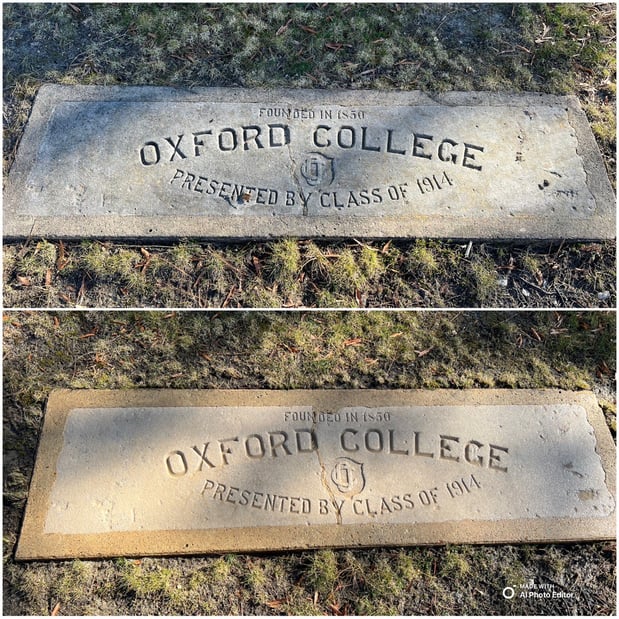 FOUNDED IN 1850
OXFORD COLLEGE
PRESENTED BY CLASS OF 1914
FOUNDED IN 1850
OXFORD COLLEGE
PRESENTED BY CLASS OF 1914
MADE WITH
AI Photo Editor